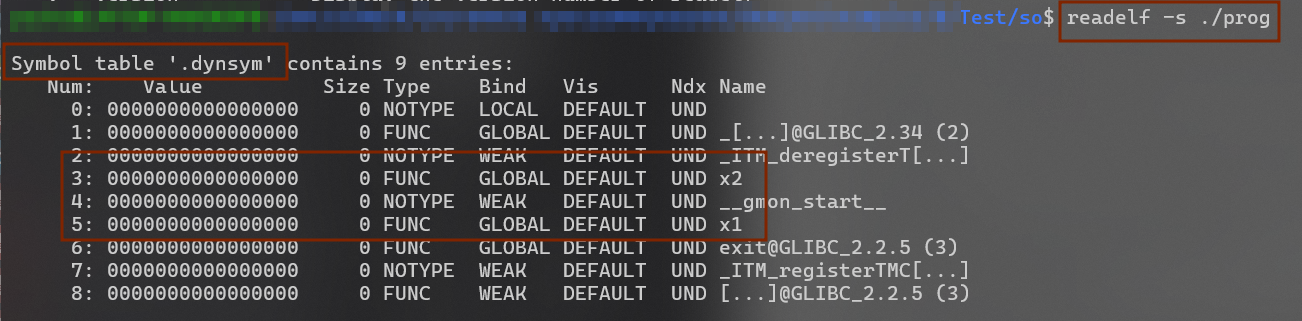 Test/so$ readelf -s ./prog
Symbol table '.dynsym' contains 9 entries:
Num: Value Size Type Bind Vis Ndx Name
0: 0000000000000000 0 NOTYPE LOCAL DEFAULT UND
1: 0000000000000000 0 FUNC GLOBAL DEFAULT UND _[...]@GLIBC_2.34 (2)
2: 0000000000000000 0 NOTYPE WEAK DEFAULT UND _ITM_deregisterT[...]
3: 0000000000000000 0 FUNC GLOBAL DEFAULT UND x2
4: 0000000000000000 0 NOTYPE WEAK DEFAULT UND __gmon_start__
5: 0000000000000000 0 FUNC GLOBAL DEFAULT UND x1
6: 0000000000000000 0 FUNC GLOBAL DEFAULT UND exit@GLIBC_2.2.5 (3)
7: 0000000000000000 0 NOTYPE WEAK DEFAULT UND _ITM_registerTMC[...]
8: 0000000000000000 0 FUNC WEAK DEFAULT UND [...]@GLIBC_2.2.5 (3)